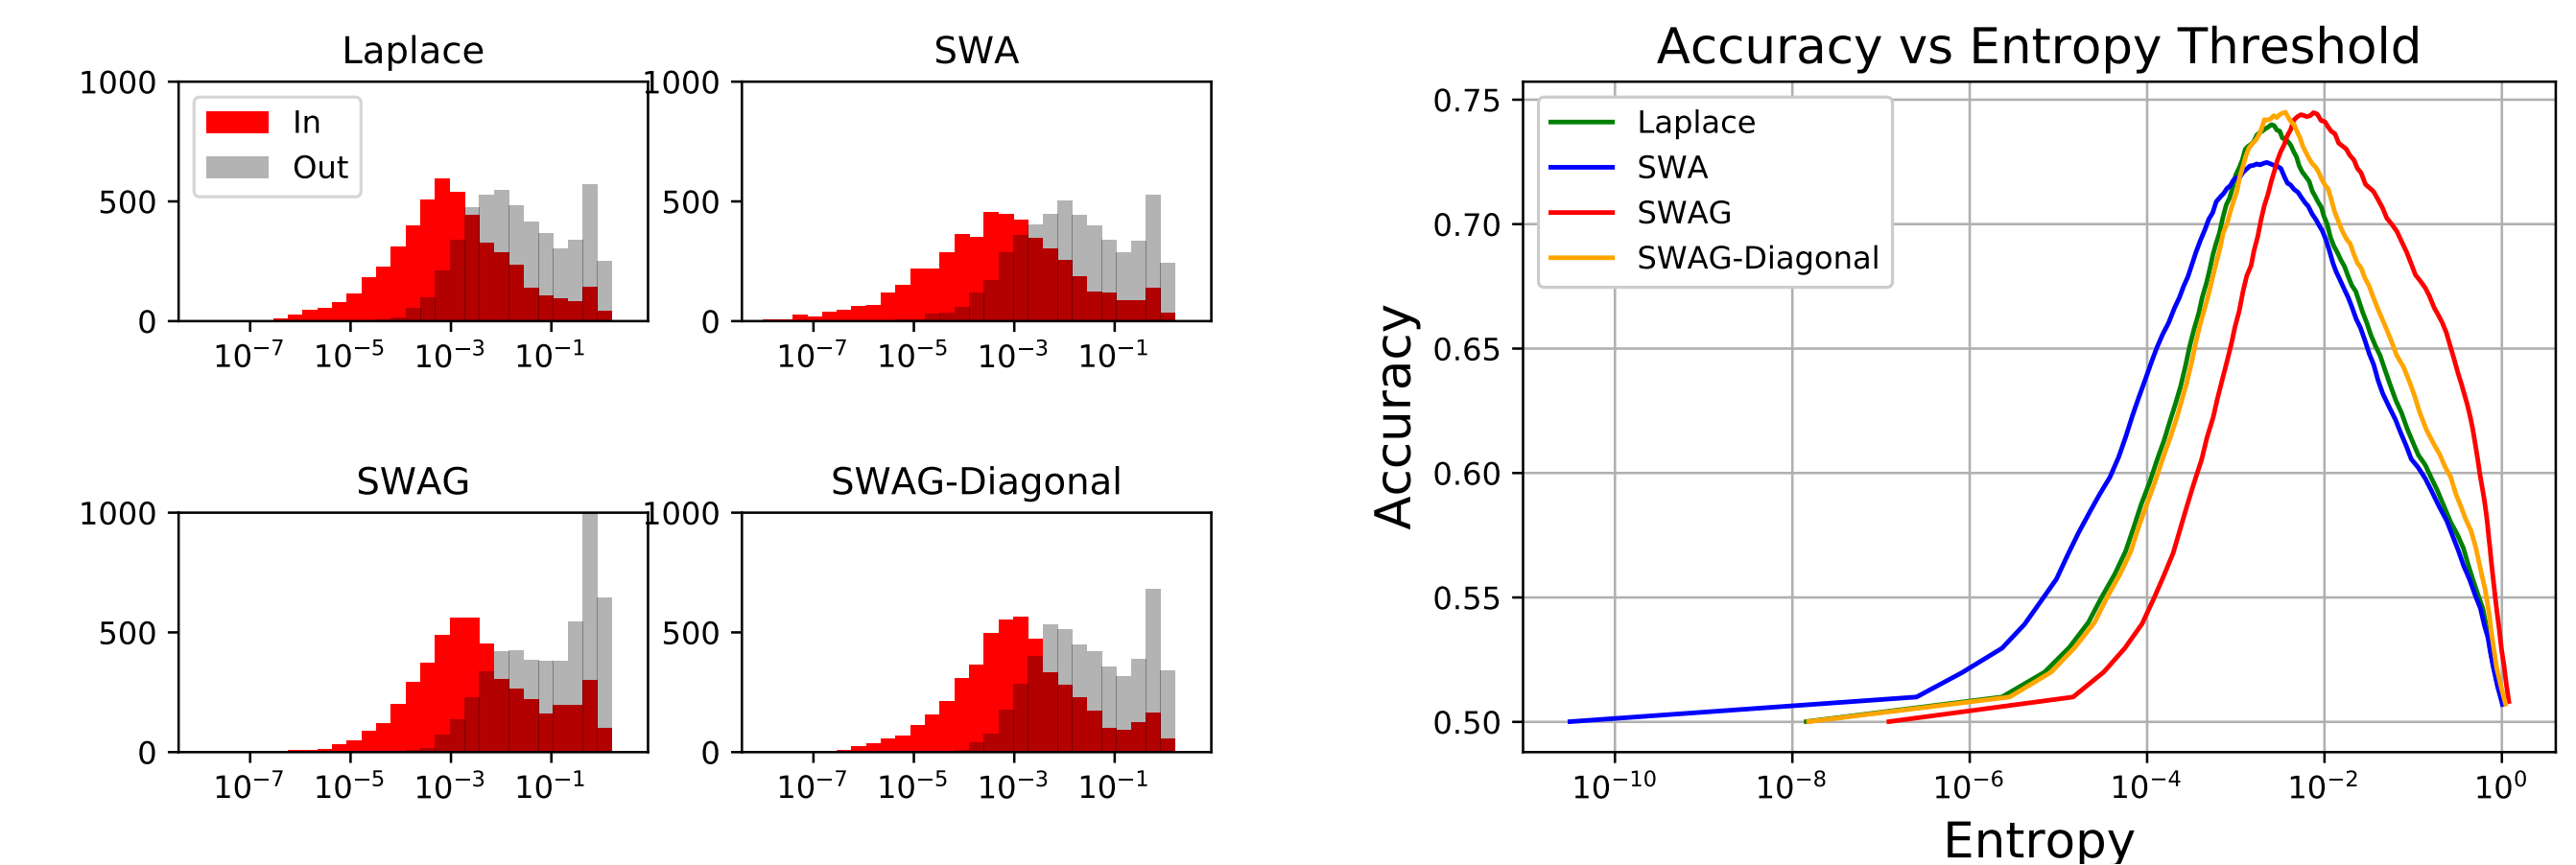 Laplace
1000
500
0
In
Out
10⁻⁷ 10⁻⁵ 10⁻³ 10⁻¹
SWA
1000
500
0
10⁻⁷ 10⁻⁵ 10⁻³ 10⁻¹
SWAG
1000
500
0
10⁻⁷ 10⁻⁵ 10⁻³ 10⁻¹
SWAG-Diagonal
1000
500
0
10⁻⁷ 10⁻⁵ 10⁻³ 10⁻¹
Accuracy vs Entropy Threshold
Accuracy
0.75
0.70
0.65
0.60
0.55
0.50
Laplace
SWA
SWAG
SWAG-Diagonal
10⁻¹⁰ 10⁻⁸ 10⁻⁶ 10⁻⁴ 10⁻² 10⁰
Entropy